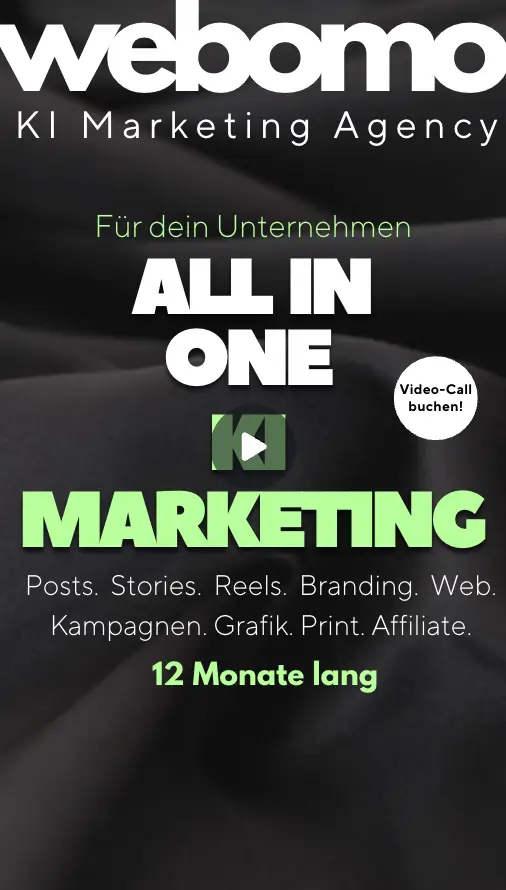 webomo
KI Marketing Agency
Für dein Unternehmen
ALL IN
ONE
Video-Call
buchen!
KI
MARKETING
Posts. Stories. Reels. Branding. Web.
Kampagnen. Grafik. Print. Affiliate.
12 Monate lang